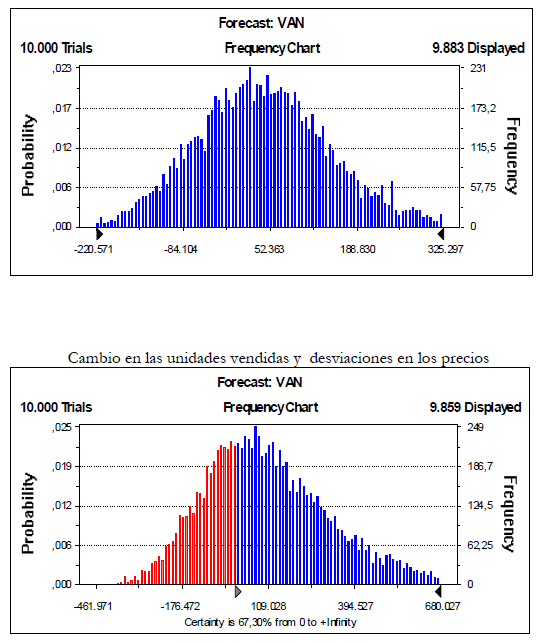 Forecast: VAN
10.000 Trials Frequency Chart 9.883 Displayed
Probability
Frequency
,023
,017
,012
,006
,000
231
173,2
115,5
57,75
0
-220.571 -84.104 52.363 188.830 325.297
Cambio en las unidades vendidas y desviaciones en los precios
Forecast: VAN
10.000 Trials Frequency Chart 9.859 Displayed
Probability
Frequency
,025
,019
,012
,006
,000
249
186,7
124,5
62,25
0
-461.971 -176.472 109.028 394.527 680.027
Certainty is 67,30% from 0 to +Infinity